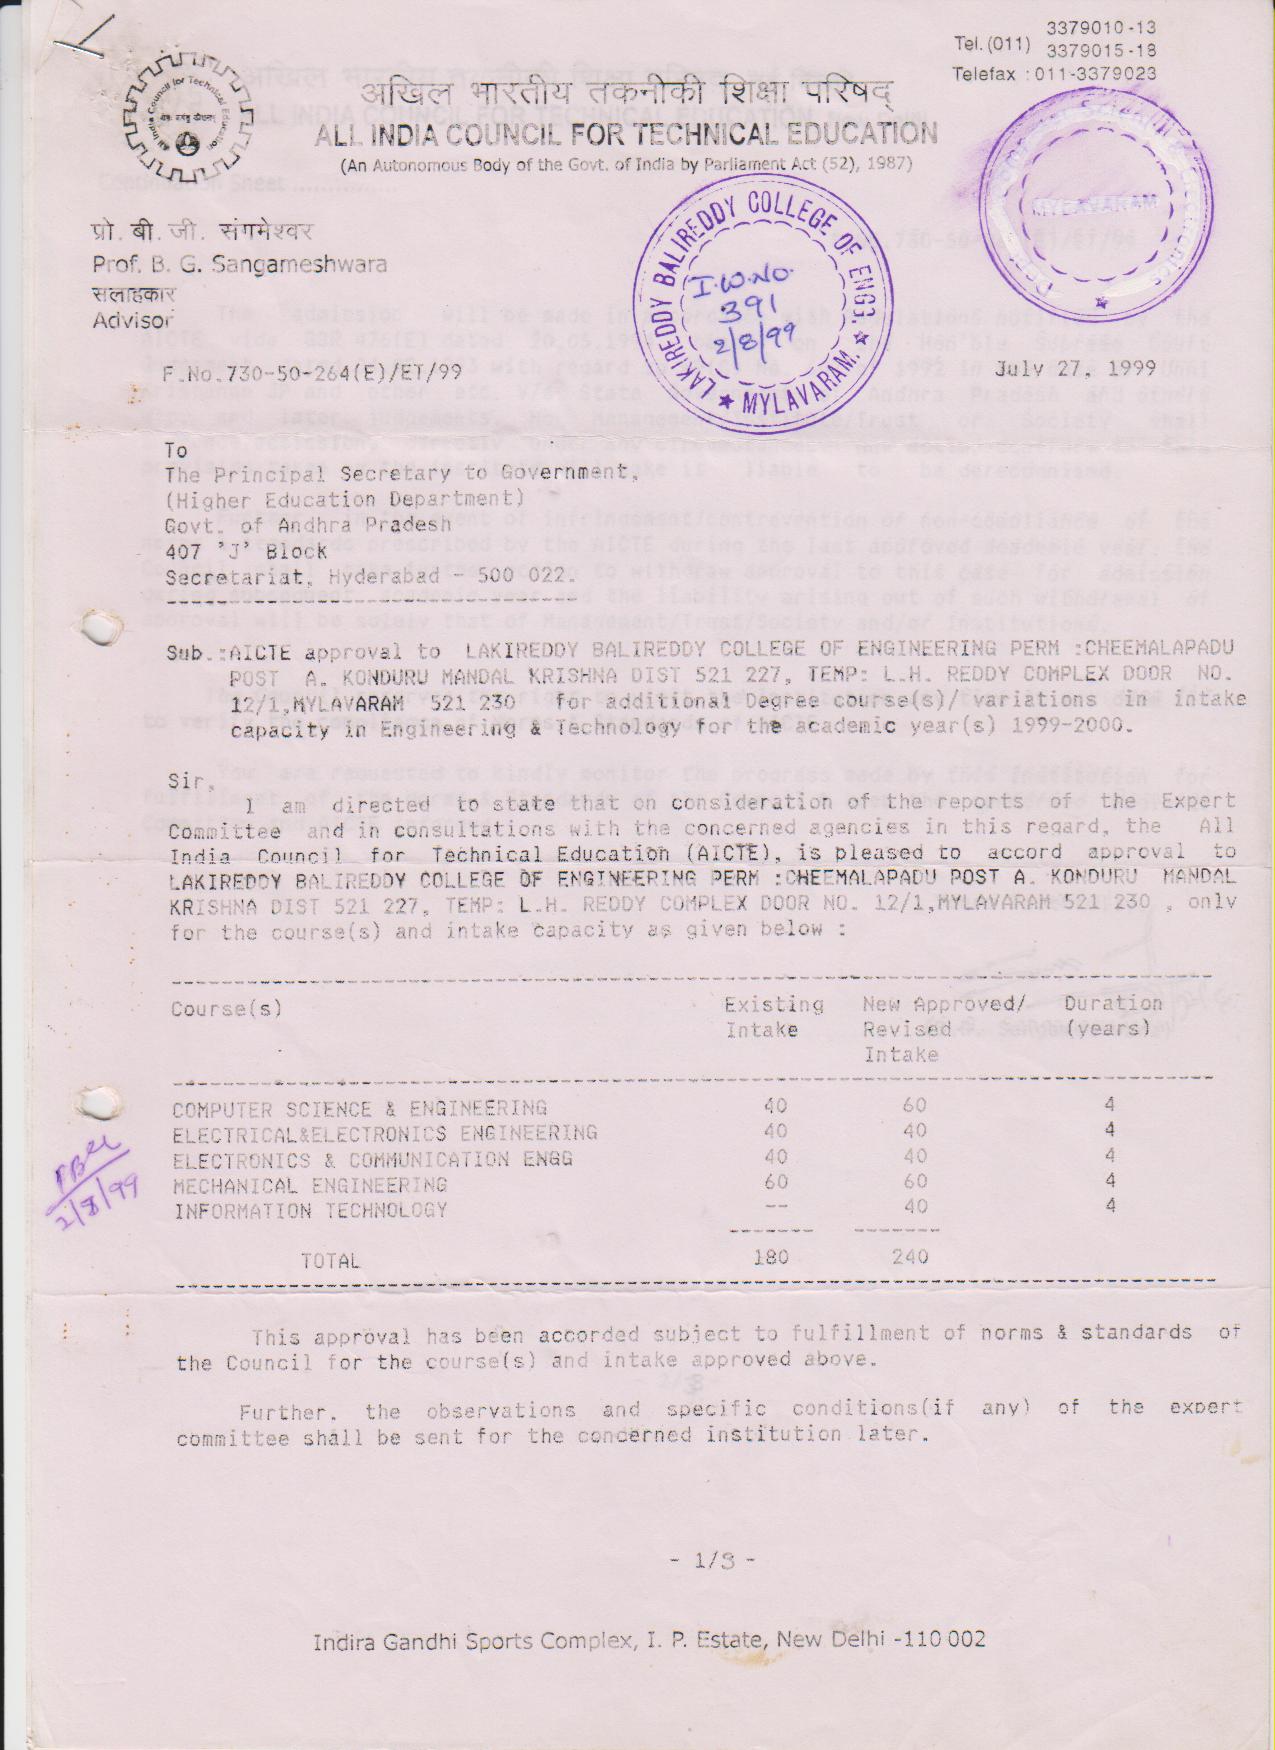 3379010-13
Tel.(011) 3379015-18
Telefax : 011-3379023
All India Council for Technical Education
अखिल भारतीय तकनीकी शिक्षा परिषद्
ALL INDIA COUNCIL FOR TECHNICAL EDUCATION
(An Autonomous Body of the Govt. of India by Parliament Act (52), 1987)
MYLAVARAM
LAKIREDDY BALIREDDY COLLEGE OF ENGG. ★ MYLAVARAM. ★
I.W.NO.
391
2/8/99
प्रो. बी. जी. संगमेश्वर
Prof. B. G. Sangameshwara
सलाहकार
Advisor
F.No.730-50-264(E)/ET/99 July 27, 1999
To
The Principal Secretary to Government,
(Higher Education Department)
Govt. of Andhra Pradesh
407 'J' Block
Secretariat, Hyderabad - 500 022.
Sub.:AICTE approval to LAKIREDDY BALIREDDY COLLEGE OF ENGINEERING PERM :CHEEMALAPADU
POST A. KONDURU MANDAL KRISHNA DIST 521 227, TEMP: L.H. REDDY COMPLEX DOOR NO.
12/1,MYLAVARAM 521 230 for additional Degree course(s)/ variations in intake
capacity in Engineering & Technology for the academic year(s) 1999-2000.
Sir,
I am directed to state that on consideration of the reports of the Expert
Committee and in consultations with the concerned agencies in this regard, the All
India Council for Technical Education (AICTE), is pleased to accord approval to
LAKIREDDY BALIREDDY COLLEGE OF ENGINEERING PERM :CHEEMALAPADU POST A. KONDURU MANDAL
KRISHNA DIST 521 227, TEMP: L.H. REDDY COMPLEX DOOR NO. 12/1,MYLAVARAM 521 230 , only
for the course(s) and intake capacity as given below :
Course(s) Existing New Approved/ Duration
Intake Revised (years)
Intake
COMPUTER SCIENCE & ENGINEERING 40 60 4
ELECTRICAL&ELECTRONICS ENGINEERING 40 40 4
ELECTRONICS & COMMUNICATION ENGG 40 40 4
MECHANICAL ENGINEERING 60 60 4
INFORMATION TECHNOLOGY -- 40 4
TOTAL 180 240
2/8/99
This approval has been accorded subject to fulfillment of norms & standards of
the Council for the course(s) and intake approved above.
Further, the observations and specific conditions(if any) of the expert
committee shall be sent for the concerned institution later.
- 1/3 -
Indira Gandhi Sports Complex, I. P. Estate, New Delhi -110 002